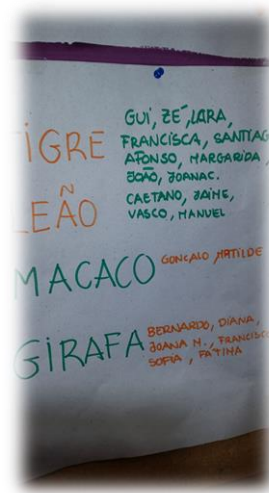 TIGRE
GUI, ZÉ, LARA,
FRANCISCA, SANTIAG
AFONSO, MARGARIDA,
JOÃO, JOANA C.
LEÃO
CAETANO, JAIME,
VASCO, MANUEL
MACACO
GONÇALO MATILDE
GIRAFA
BERNARDO, DIANA,
JOANA M., FRANCISCO
SOFIA, FATIMA